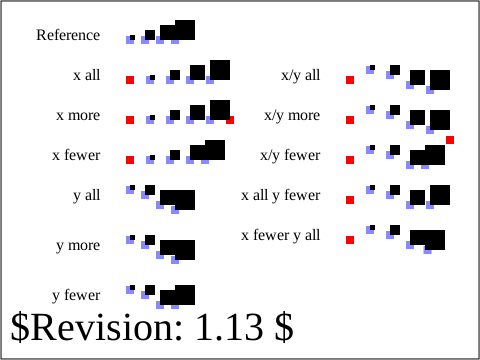 Reference
x all
x/y all
x more
x/y more
x fewer
x/y fewer
y all
x all y fewer
y more
x fewer y all
y fewer
$Revision: 1.13 $